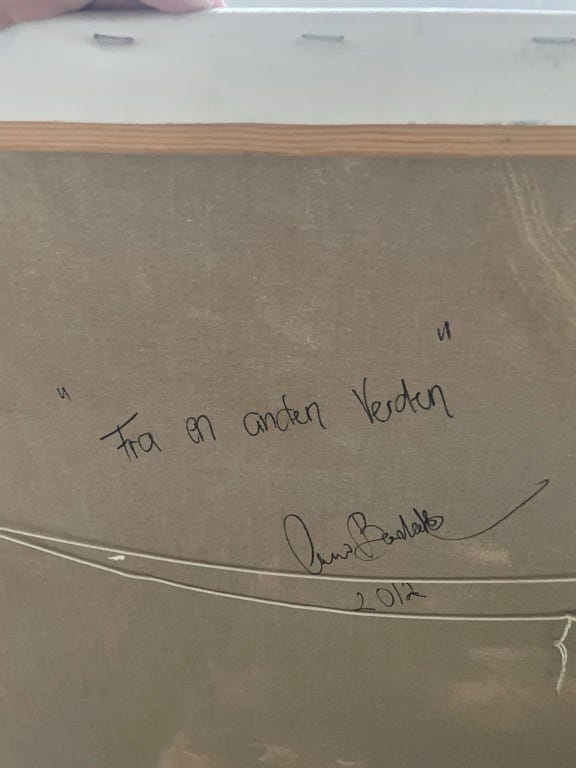 " Fra en anden Verden "
2012